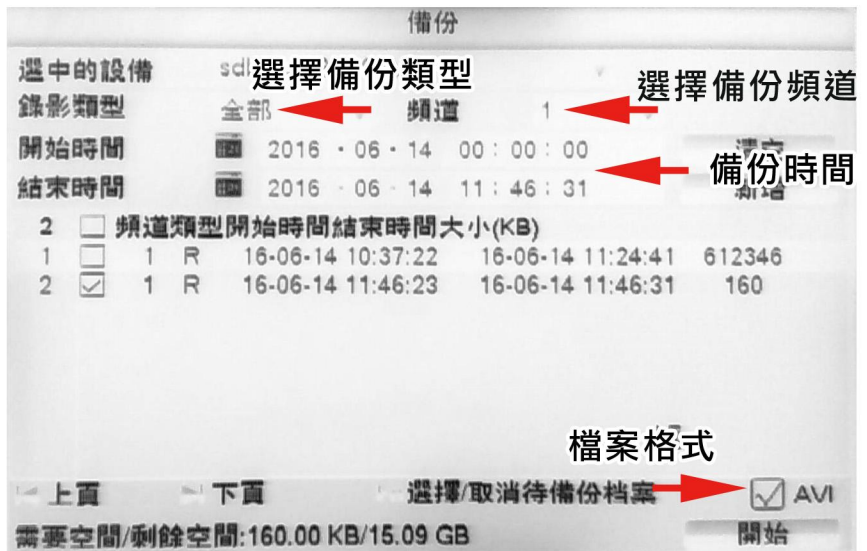 備份
選中的設備 sd
選擇備份類型
選擇備份頻道
錄影類型 全部 頻道 1
開始時間 2016 · 06 · 14 00 : 00 : 00
備份時間
結束時間 2016 · 06 · 14 11 : 46 : 31 新增
2 頻道類型開始時間結束時間大小(KB)
1 1 R 16-06-14 10:37:22 16-06-14 11:24:41 612346
2 1 R 16-06-14 11:46:23 16-06-14 11:46:31 160
檔案格式
上頁 下頁 選擇/取消待備份档案 AVI
需要空間/剩餘空間:160.00 KB/15.09 GB 開始